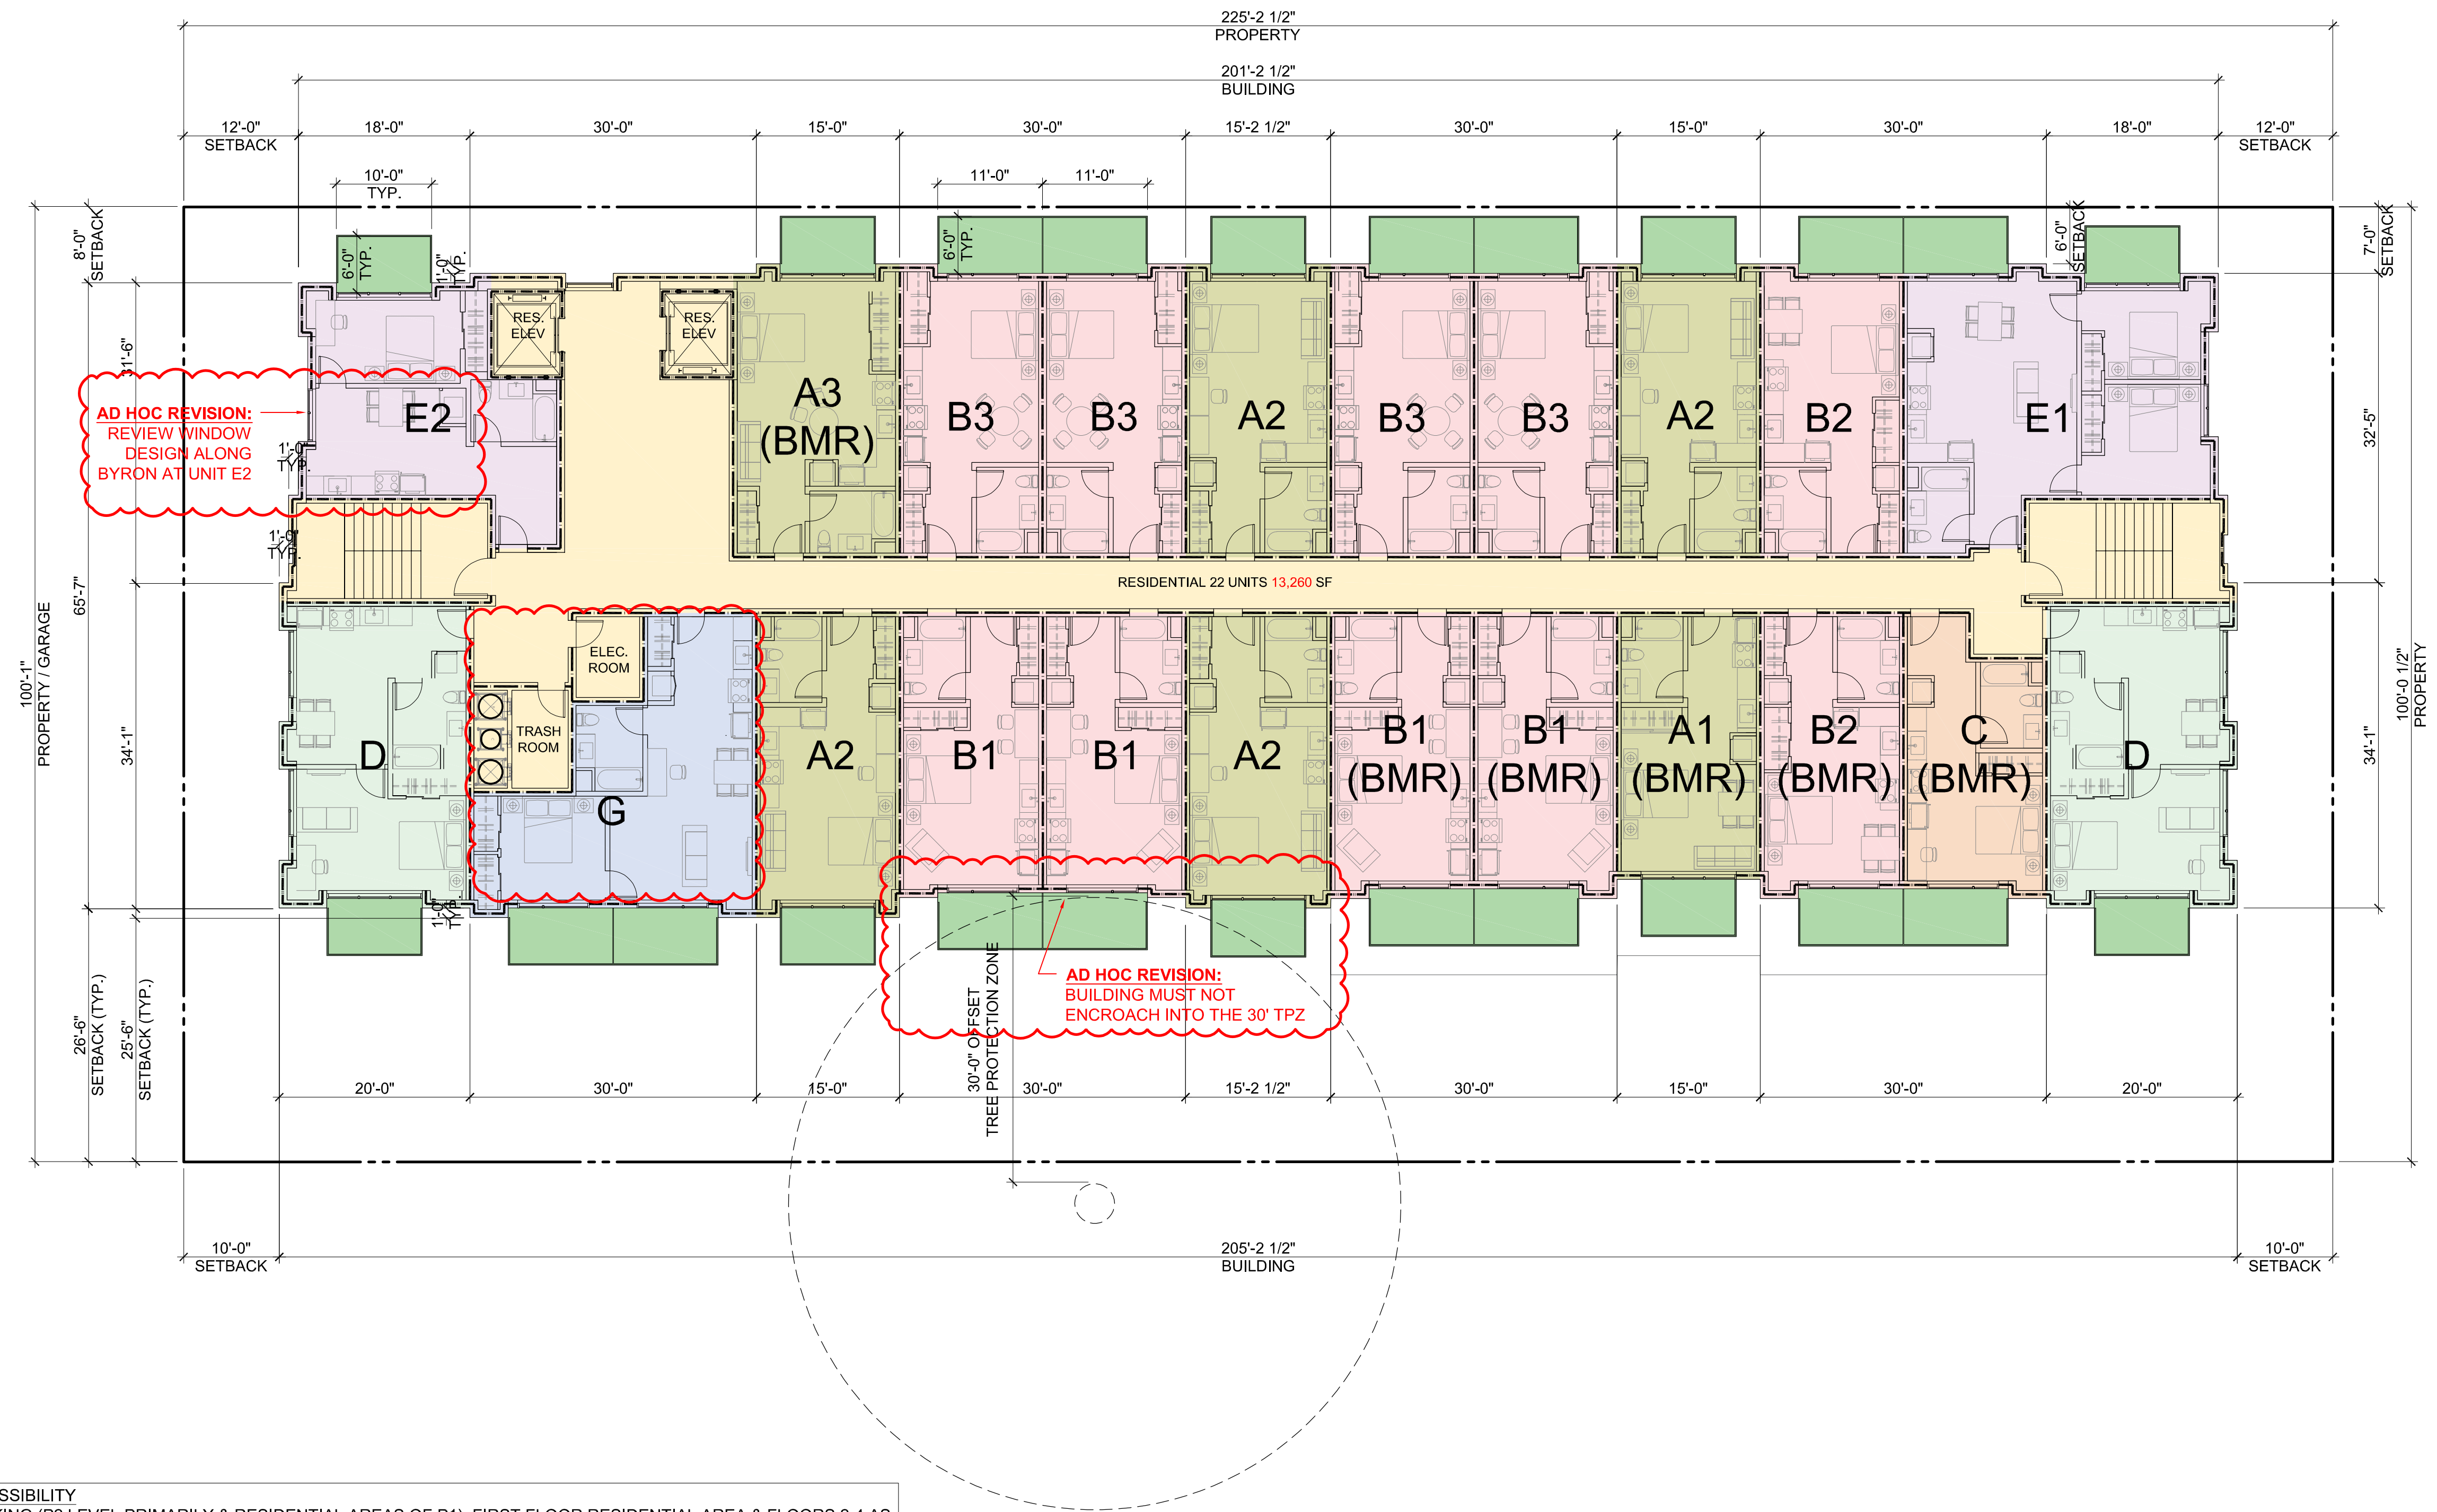 225'-2 1/2"
PROPERTY
201'-2 1/2"
BUILDING
12'-0"
SETBACK
18'-0"
30'-0"
15'-0"
30'-0"
15'-2 1/2"
30'-0"
15'-0"
30'-0"
18'-0"
12'-0"
SETBACK
10'-0"
TYP.
11'-0"
11'-0"
8'-0"
SETBACK
6'-0"
TYP.
1'-0"
TYP.
6'-0"
TYP.
6'-0"
SETBACK
7'-0"
SETBACK
RES.
ELEV
RES.
ELEV
31'-6"
AD HOC REVISION:
REVIEW WINDOW
DESIGN ALONG
BYRON AT UNIT E2
E2
A3
(BMR)
B3
B3
A2
B3
B3
A2
B2
E1
32'-5"
1'-0"
TYP.
1'-0"
TYP.
RESIDENTIAL 22 UNITS 13,260 SF
100'-1"
PROPERTY / GARAGE
65'-7"
34'-1"
ELEC.
ROOM
TRASH
ROOM
D
G
A2
B1
B1
A2
B1
(BMR)
B1
(BMR)
A1
(BMR)
B2
(BMR)
C
(BMR)
D
34'-1"
100'-0 1/2"
PROPERTY
1'-0"
TYP.
26'-6"
SETBACK (TYP.)
25'-6"
SETBACK (TYP.)
30'-0" OFFSET
TREE PROTECTION ZONE
AD HOC REVISION:
BUILDING MUST NOT
ENCROACH INTO THE 30' TPZ
20'-0"
30'-0"
15'-0"
30'-0"
15'-2 1/2"
30'-0"
15'-0"
30'-0"
20'-0"
10'-0"
SETBACK
205'-2 1/2"
BUILDING
10'-0"
SETBACK
SSIBILITY